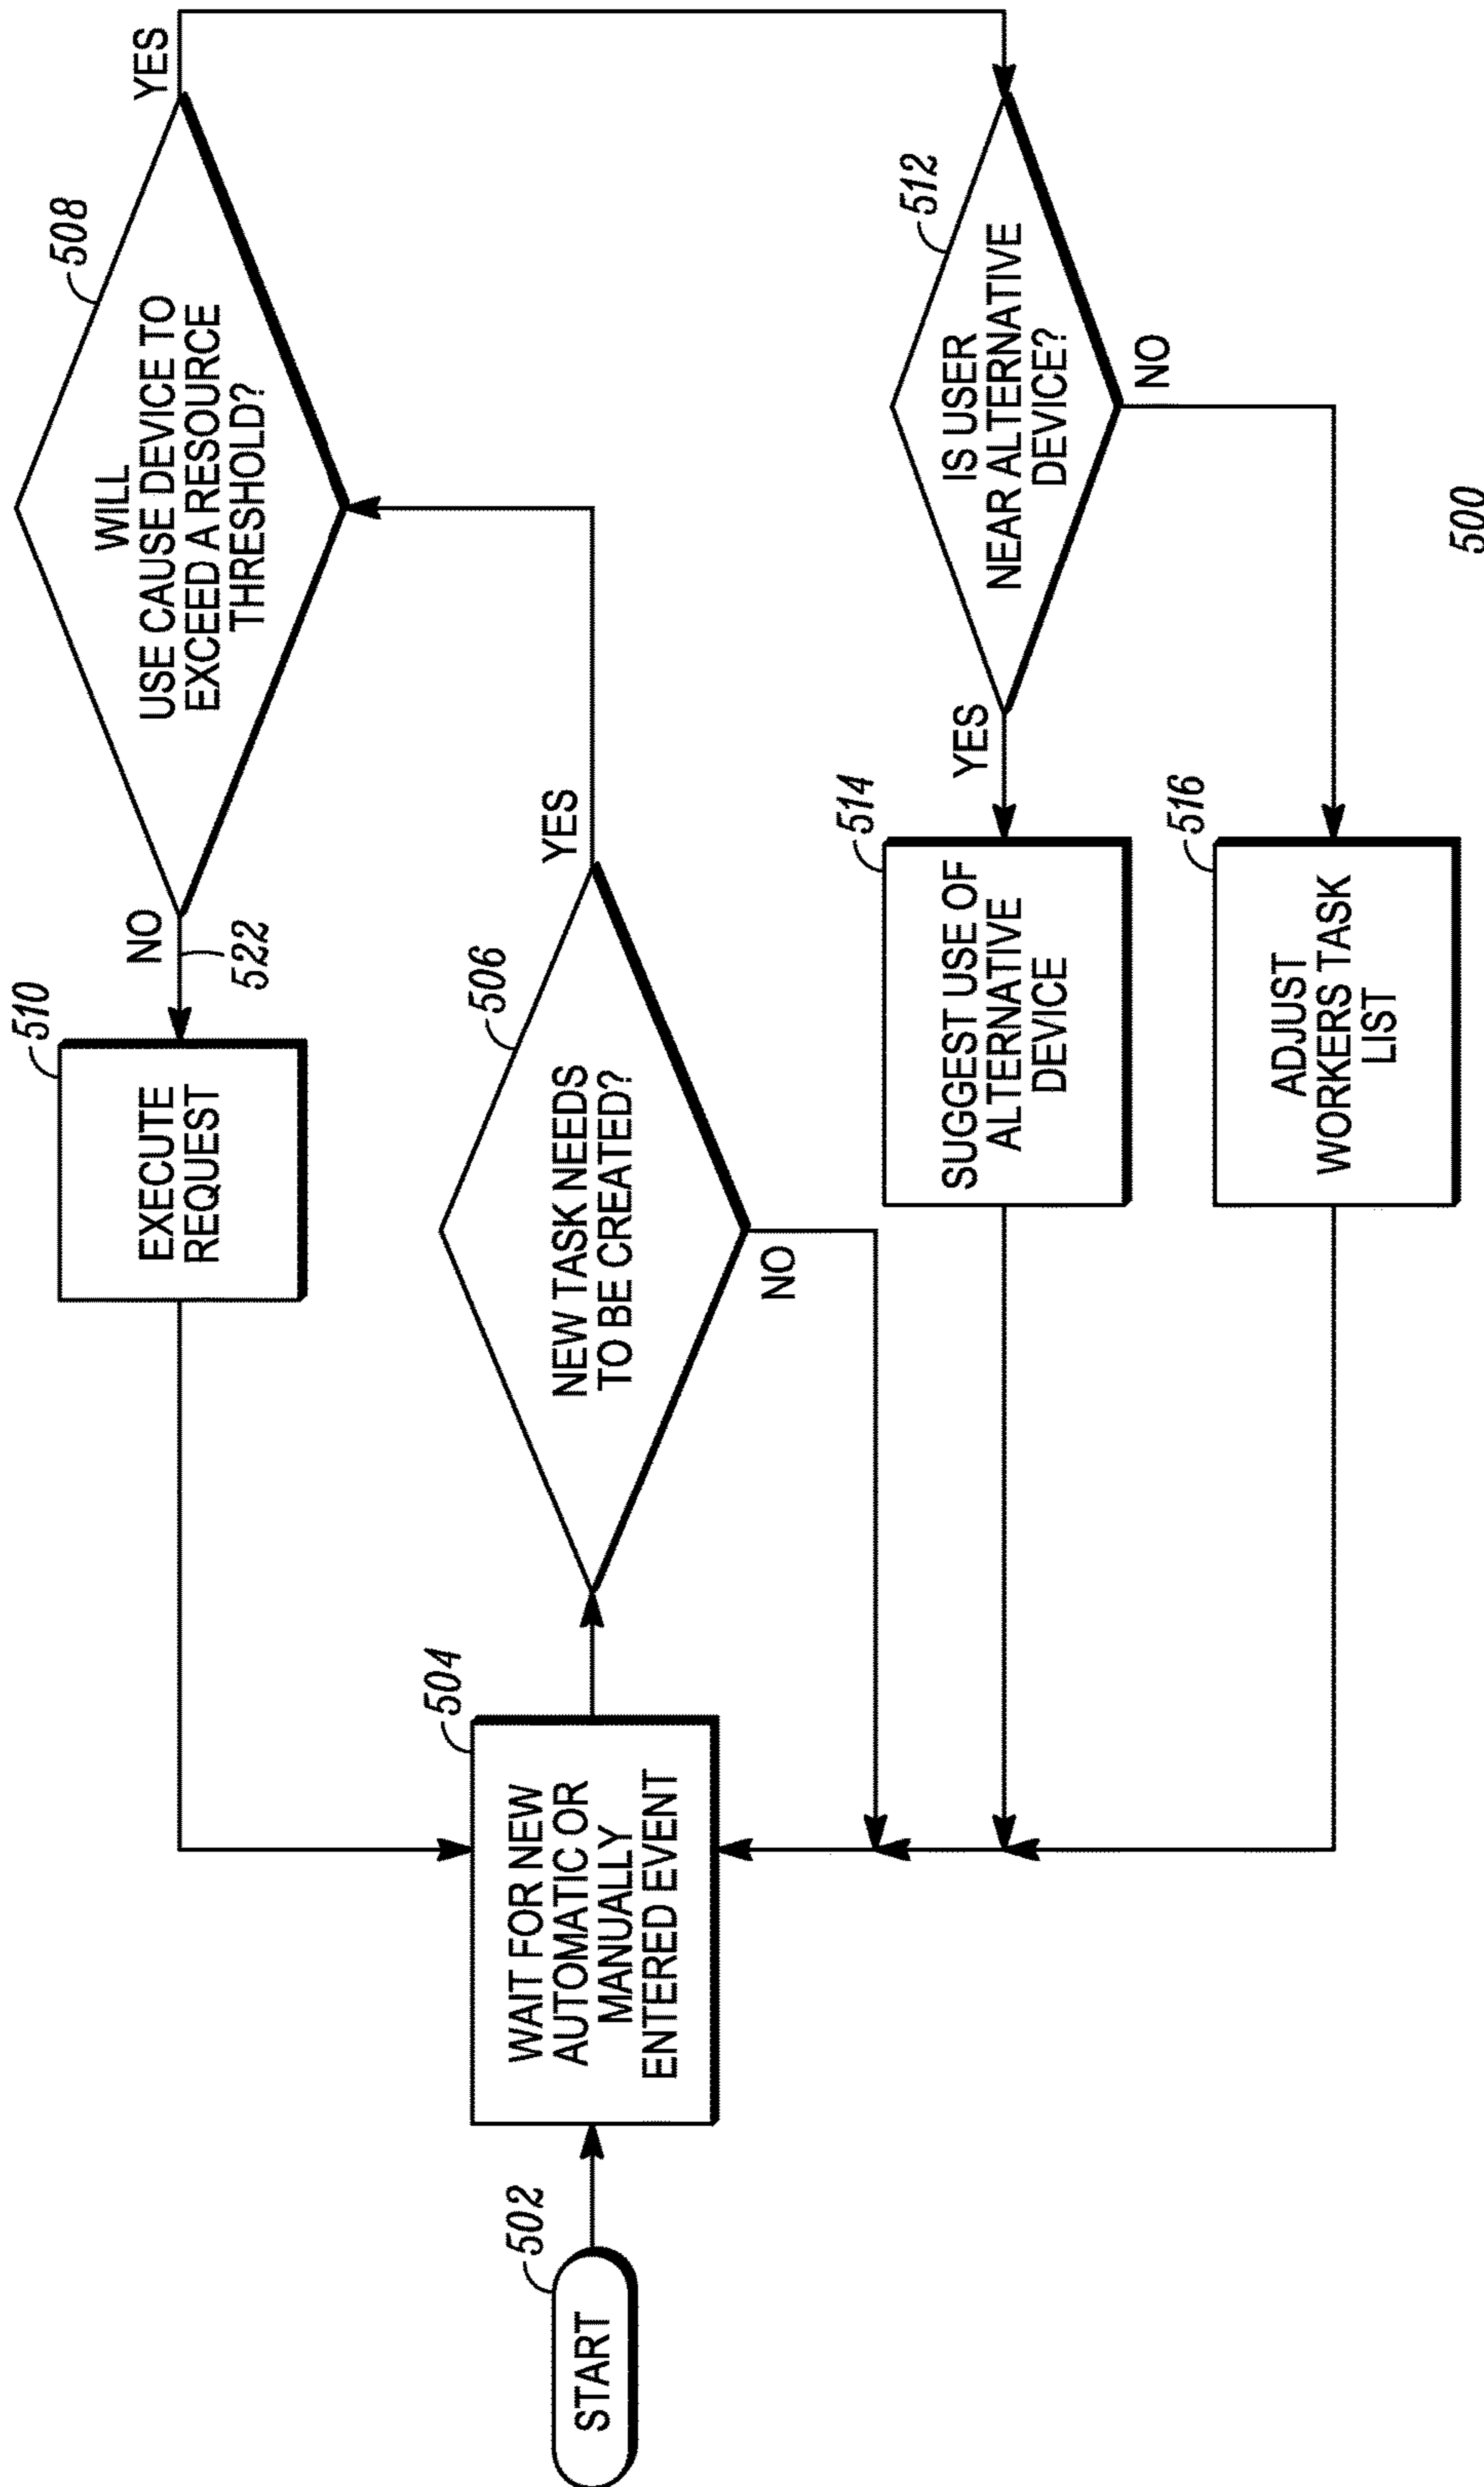 508
WILL
USE CAUSE DEVICE TO
EXCEED A RESOURCE
THRESHOLD?
YES
NO
522
510
EXECUTE
REQUEST
506
NEW TASK NEEDS
TO BE CREATED?
YES
NO
504
WAIT FOR NEW
AUTOMATIC OR
MANUALLY
ENTERED EVENT
502
START
512
IS USER
NEAR ALTERNATIVE
DEVICE?
YES
NO
514
SUGGEST USE OF
ALTERNATIVE
DEVICE
516
ADJUST
WORKERS TASK
LIST
500